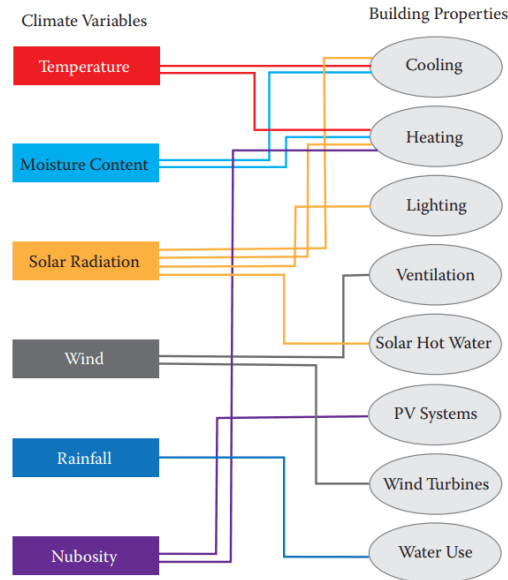 Climate Variables
Building Properties
Temperature
Cooling
Heating
Moisture Content
Lighting
Solar Radiation
Ventilation
Wind
Solar Hot Water
PV Systems
Rainfall
Wind Turbines
Nubosity
Water Use